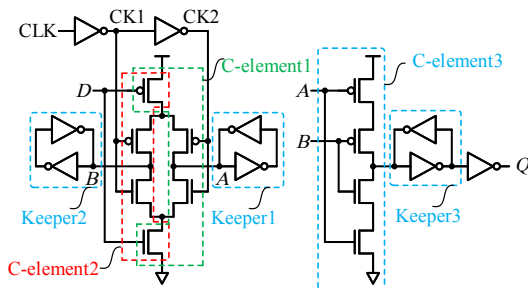 CLK
CK1
CK2
C-element1
C-element3
D
A
B
B
A
Keeper2
Keeper1
Keeper3
Q
C-element2